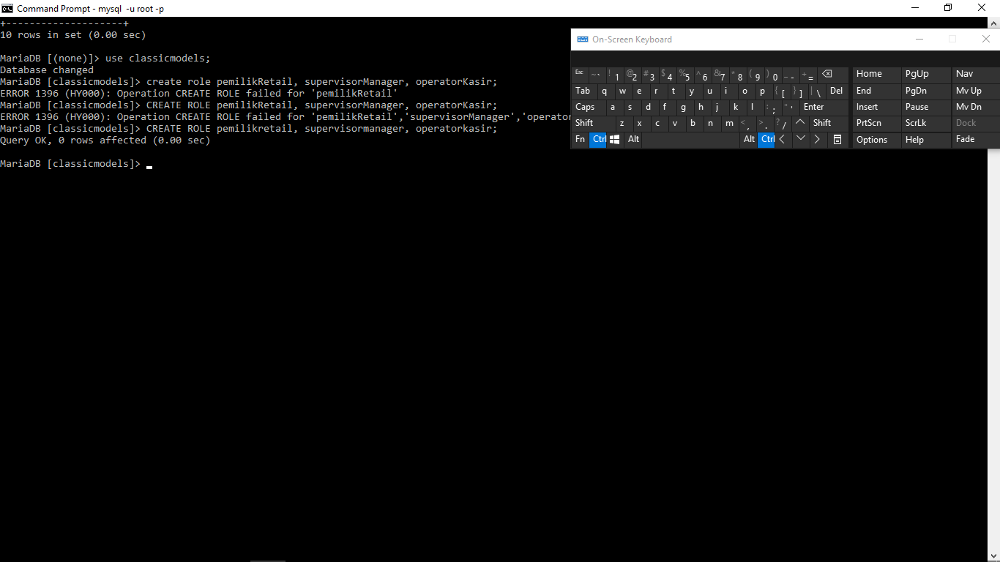 Command Prompt - mysql -u root -p
+--------------------+
10 rows in set (0.00 sec)
MariaDB [(none)]> use classicmodels;
Database changed
MariaDB [classicmodels]> create role pemilikRetail, supervisorManager, operatorKasir;
ERROR 1396 (HY000): Operation CREATE ROLE failed for 'pemilikRetail'
MariaDB [classicmodels]> CREATE ROLE pemilikRetail, supervisorManager, operatorKasir;
ERROR 1396 (HY000): Operation CREATE ROLE failed for 'pemilikRetail','supervisorManager','operator
MariaDB [classicmodels]> CREATE ROLE pemilikretail, supervisormanager, operatorkasir;
Query OK, 0 rows affected (0.00 sec)
MariaDB [classicmodels]>
On-Screen Keyboard
Esc ~ ` ! 1 @ 2 # 3 $ 4 % 5 ^ 6 & 7 * 8 ( 9 ) 0 _ - + = Home PgUp Nav
Tab q w e r t y u i o p { [ } ] | \ Del End PgDn Mv Up
Caps a s d f g h j k l : ; " ' Enter Insert Pause Mv Dn
Shift z x c v b n m < , > . ? / Shift PrtScn ScrLk Dock
Fn Ctrl Alt Alt Ctrl Options Help Fade